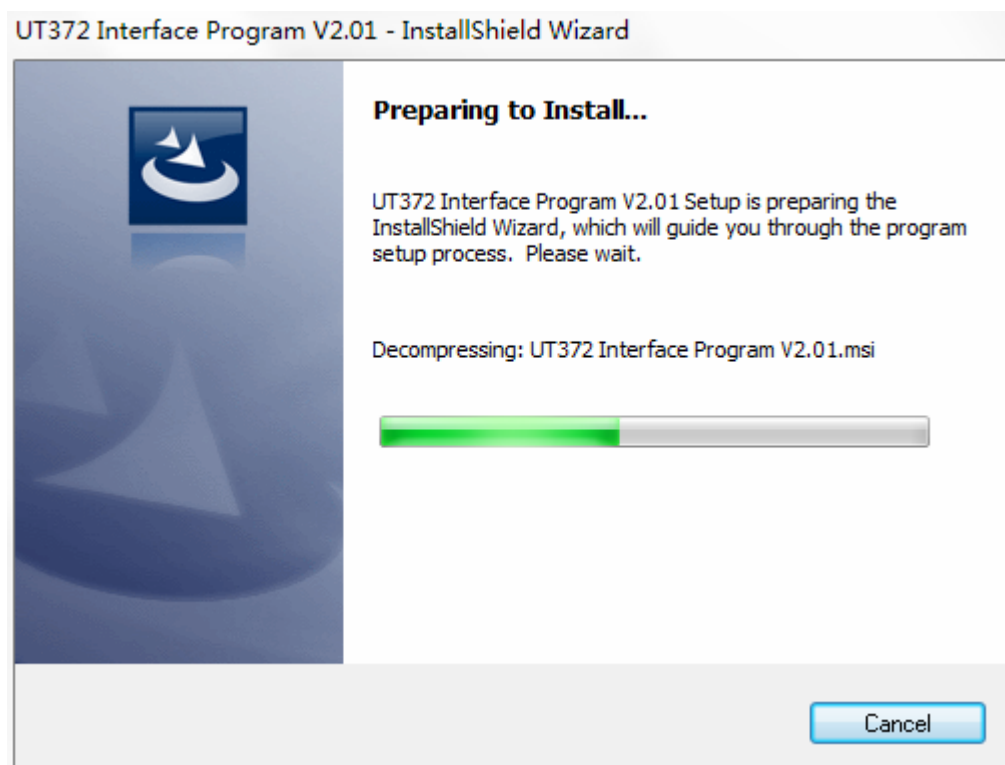 UT372 Interface Program V2.01 - InstallShield Wizard
Preparing to Install...
UT372 Interface Program V2.01 Setup is preparing the
InstallShield Wizard, which will guide you through the program
setup process.  Please wait.
Decompressing: UT372 Interface Program V2.01.msi
Cancel